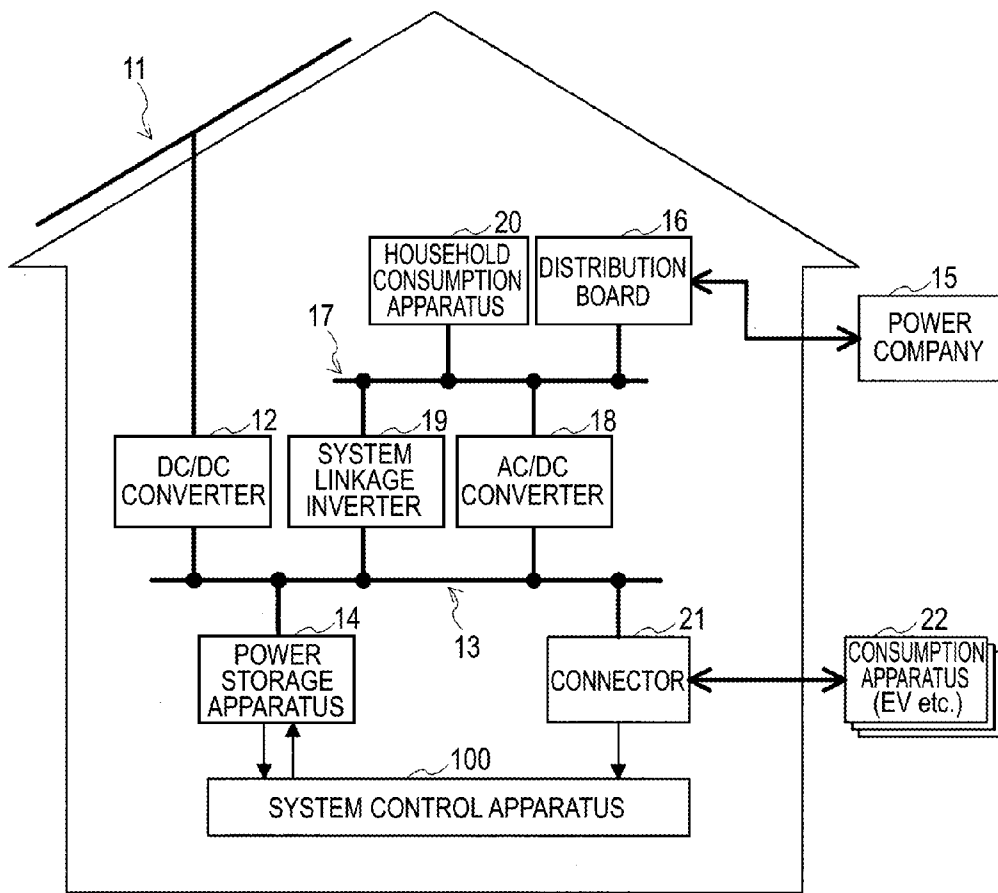 11
20
HOUSEHOLD
CONSUMPTION
APPARATUS
16
DISTRIBUTION
BOARD
15
POWER
COMPANY
17
12
DC/DC
CONVERTER
19
SYSTEM
LINKAGE
INVERTER
18
AC/DC
CONVERTER
13
14
POWER
STORAGE
APPARATUS
21
CONNECTOR
22
CONSUMPTION
APPARATUS
(EV etc.)
100
SYSTEM CONTROL APPARATUS